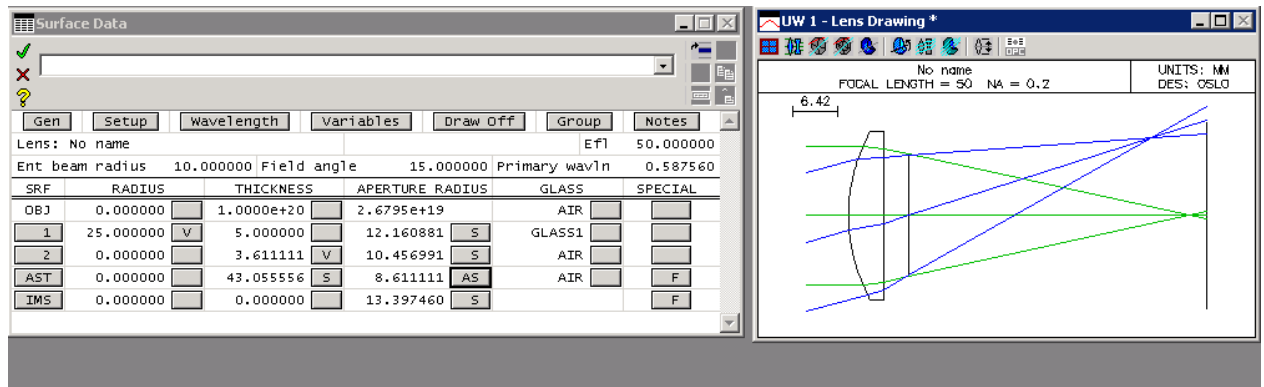 Surface Data
Gen Setup Wavelength Variables Draw Off Group Notes
Lens: No name Efl 50.000000
Ent beam radius 10.000000 Field angle 15.000000 Primary wavln 0.587560
SRF RADIUS THICKNESS APERTURE RADIUS GLASS SPECIAL
OBJ 0.000000 1.0000e+20 2.6795e+19 AIR
1 25.000000 V 5.000000 12.160881 S GLASS1
2 0.000000 3.611111 V 10.456991 S AIR
AST 0.000000 43.055556 S 8.611111 AS AIR F
IMS 0.000000 0.000000 13.397460 S F
UW 1 - Lens Drawing *
No name
FOCAL LENGTH = 50 NA = 0.2
UNITS: MM
DES: OSLO
6.42